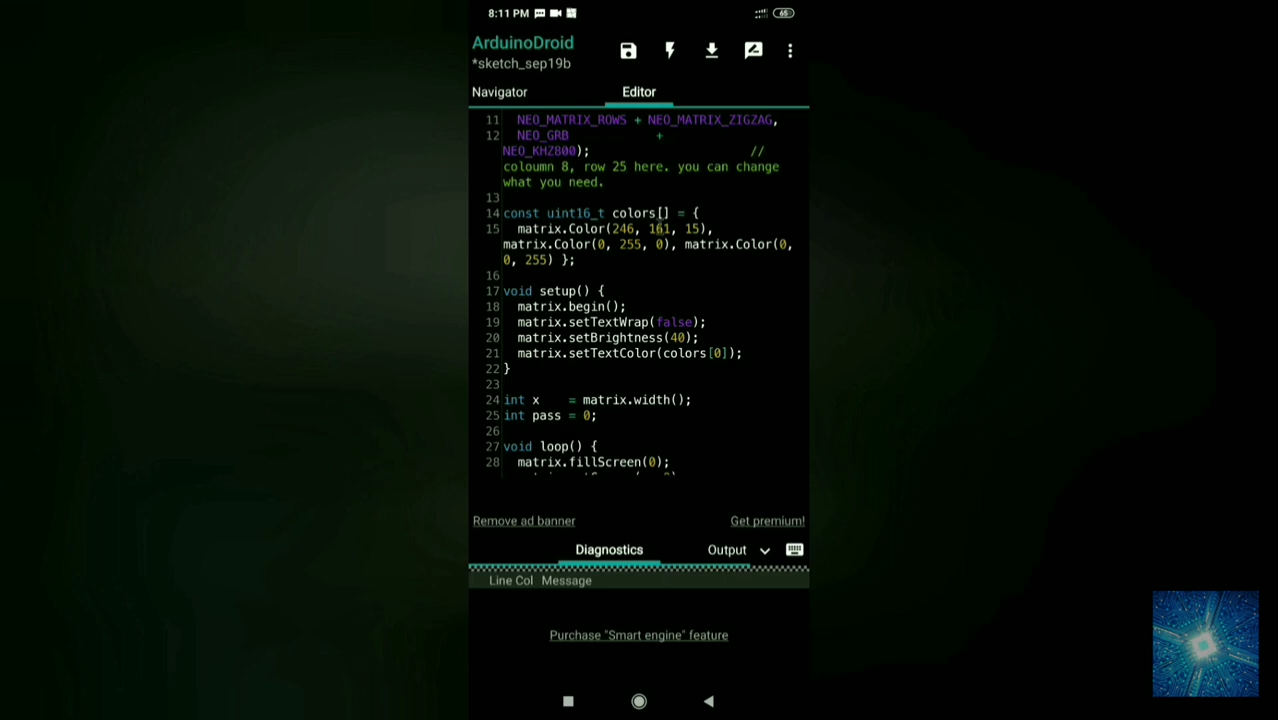 8:11 PM
65
ArduinoDroid
*sketch_sep19b
Navigator
Editor
11 NEO_MATRIX_ROWS + NEO_MATRIX_ZIGZAG,
12 NEO_GRB +
NEO_KHZ800); //
coloumn 8, row 25 here. you can change
what you need.
13
14 const uint16_t colors[] = {
15 matrix.Color(246, 161, 15),
matrix.Color(0, 255, 0), matrix.Color(0,
0, 255) };
16
17 void setup() {
18 matrix.begin();
19 matrix.setTextWrap(false);
20 matrix.setBrightness(40);
21 matrix.setTextColor(colors[0]);
22 }
23
24 int x = matrix.width();
25 int pass = 0;
26
27 void loop() {
28 matrix.fillScreen(0);
Remove ad banner
Get premium!
Diagnostics
Output
Line Col Message
Purchase "Smart engine" feature